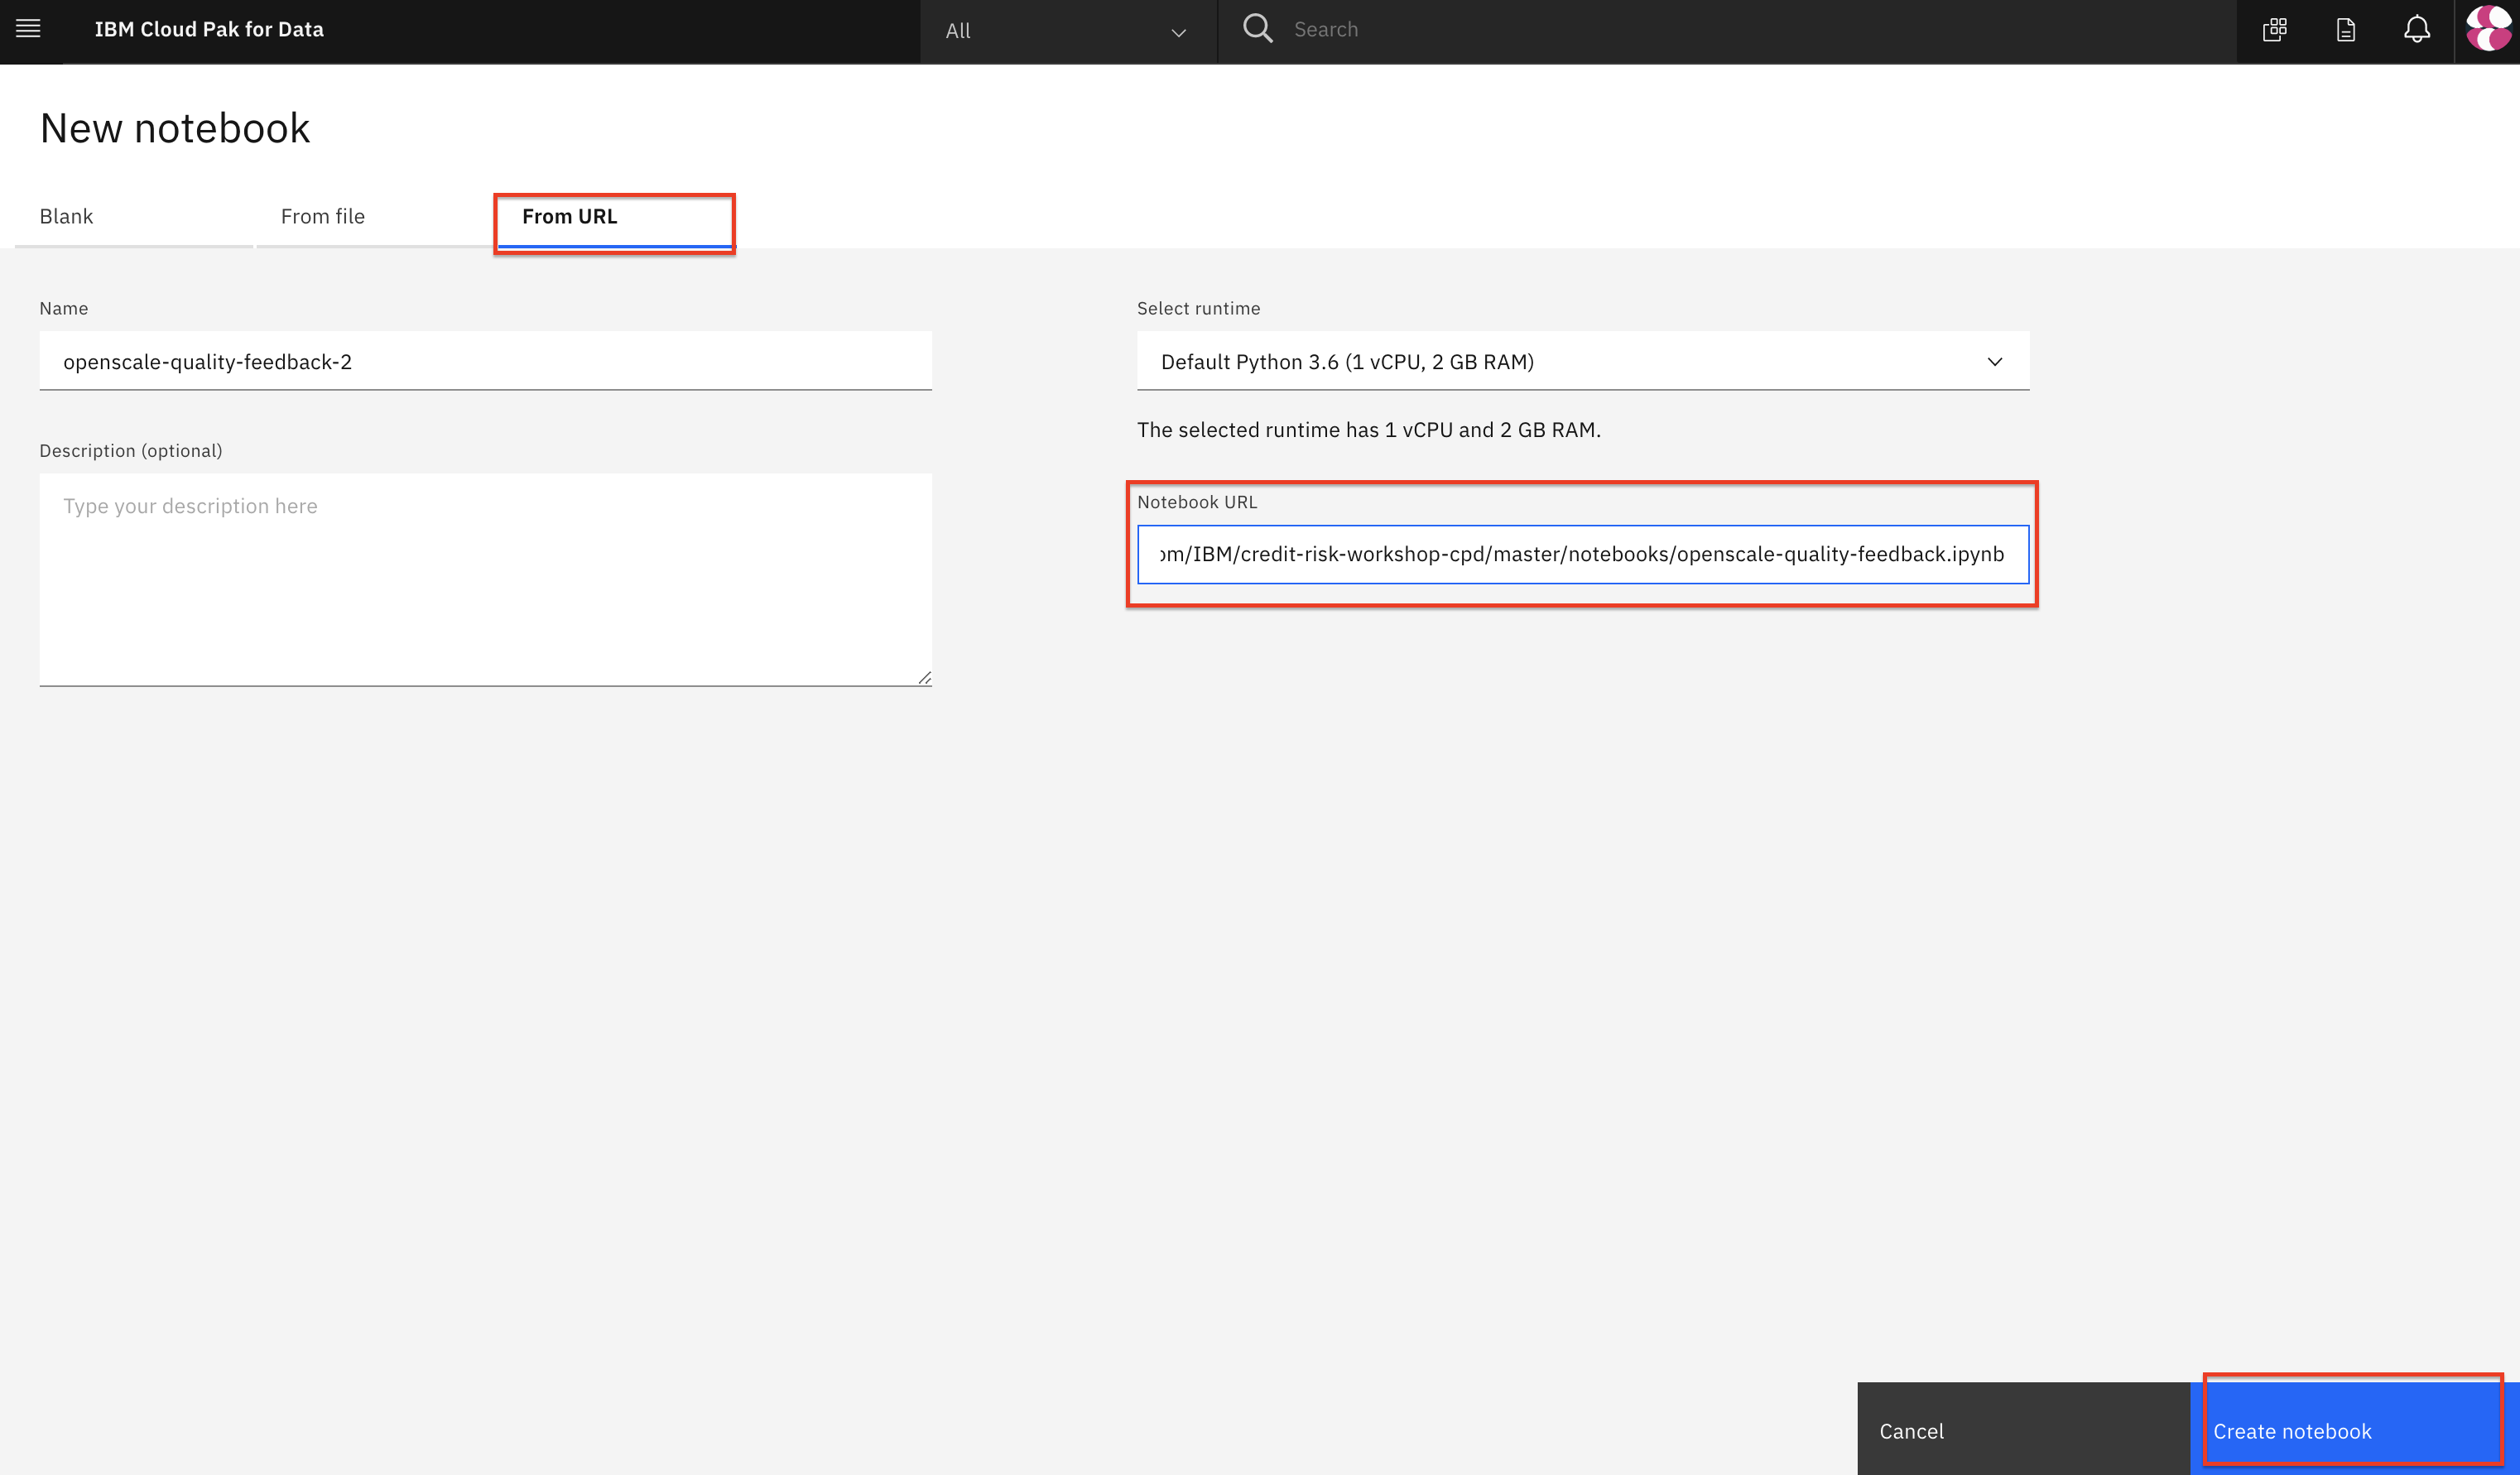 IBM Cloud Pak for Data
All
Search
New notebook
Blank
From file
From URL
Name
openscale-quality-feedback-2
Description (optional)
Type your description here
Select runtime
Default Python 3.6 (1 vCPU, 2 GB RAM)
The selected runtime has 1 vCPU and 2 GB RAM.
Notebook URL
om/IBM/credit-risk-workshop-cpd/master/notebooks/openscale-quality-feedback.ipynb
Cancel
Create notebook